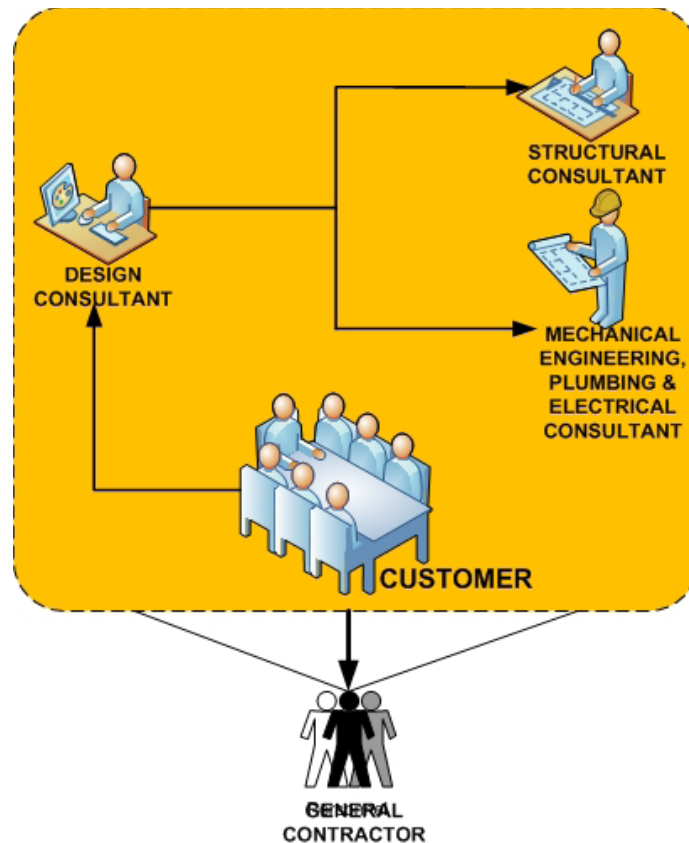 STRUCTURAL
CONSULTANT
DESIGN
CONSULTANT
MECHANICAL
ENGINEERING,
PLUMBING &
ELECTRICAL
CONSULTANT
CUSTOMER
GENERAL
CONTRACTOR